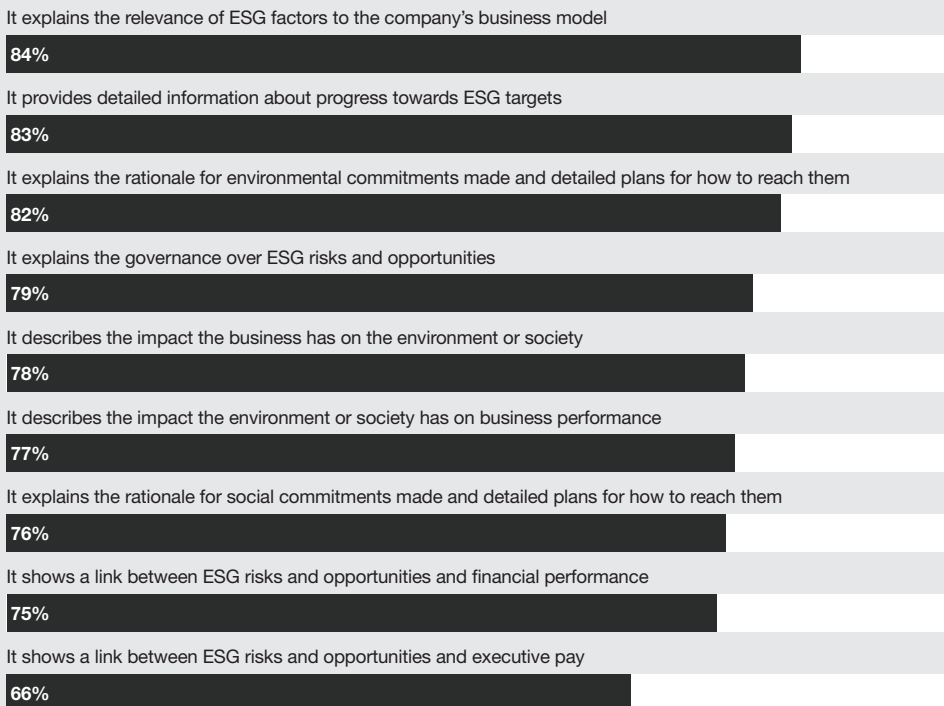 It explains the relevance of ESG factors to the company’s business model
84%
It provides detailed information about progress towards ESG targets
83%
It explains the rationale for environmental commitments made and detailed plans for how to reach them
82%
It explains the governance over ESG risks and opportunities
79%
It describes the impact the business has on the environment or society
78%
It describes the impact the environment or society has on business performance
77%
It explains the rationale for social commitments made and detailed plans for how to reach them
76%
It shows a link between ESG risks and opportunities and financial performance
75%
It shows a link between ESG risks and opportunities and executive pay
66%